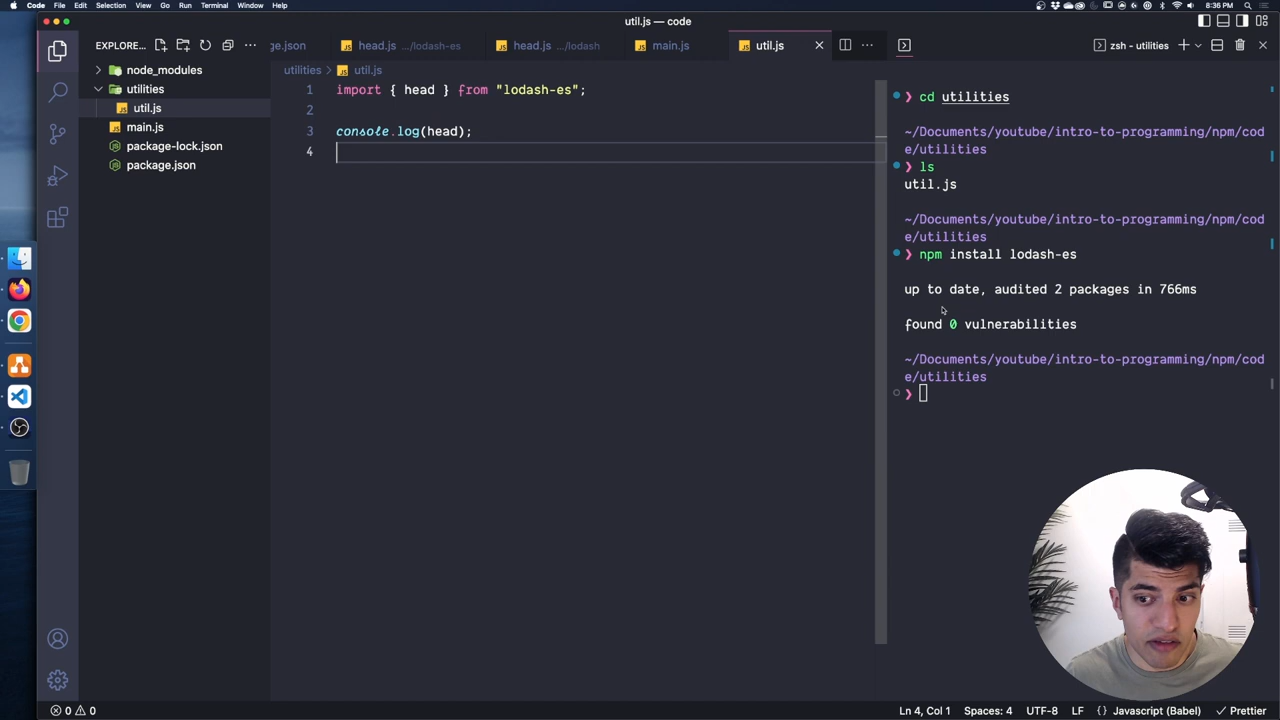 Code File Edit Selection View Go Run Terminal Window Help 8:36 PM
util.js — code
EXPLORE...
ge.json head.js .../lodash-es head.js .../lodash main.js util.js
zsh - utilities
node_modules
utilities
util.js
main.js
package-lock.json
package.json
utilities util.js
1 import { head } from "lodash-es";
2
3 console.log(head);
4
❯ cd utilities
~/Documents/youtube/intro-to-programming/npm/cod
e/utilities
❯ ls
util.js
~/Documents/youtube/intro-to-programming/npm/cod
e/utilities
❯ npm install lodash-es
up to date, audited 2 packages in 766ms
found 0 vulnerabilities
~/Documents/youtube/intro-to-programming/npm/cod
e/utilities
❯
0 0
Ln 4, Col 1 Spaces: 4 UTF-8 LF {} JavaScript (Babel) Prettier